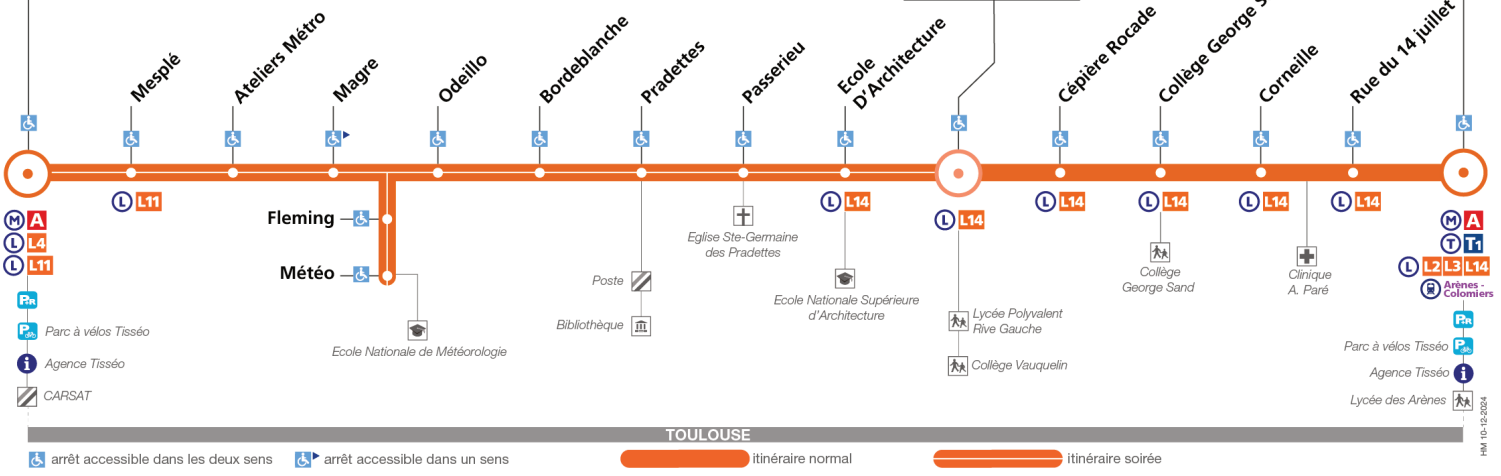 Mesplé
Ateliers Métro
Magre
Odeillo
Bordeblanche
Pradettes
Passerieu
Ecole
D'Architecture
Cépière Rocade
Collège George
Corneille
Rue du 14 juillet
L L11
Fleming
Météo
L L14
L L14
L L14
L L14
L L14
L L14
M A
L L4
L L11
P+R
P
Parc à vélos Tisséo
i
Agence Tisséo
CARSAT
Ecole Nationale de Météorologie
Poste
Bibliothèque
Eglise Ste-Germaine
des Pradettes
Ecole Nationale Supérieure
d'Architecture
Lycée Polyvalent
Rive Gauche
Collège Vauquelin
Collège
George Sand
Clinique
A. Paré
M A
T T1
L L2 L3 L14
Arènes -
Colomiers
P+R
Parc à vélos Tisséo
P
Agence Tisséo
i
Lycée des Arènes
HM 10-12-2024
TOULOUSE
arrêt accessible dans les deux sens
arrêt accessible dans un sens
itinéraire normal
itinéraire soirée